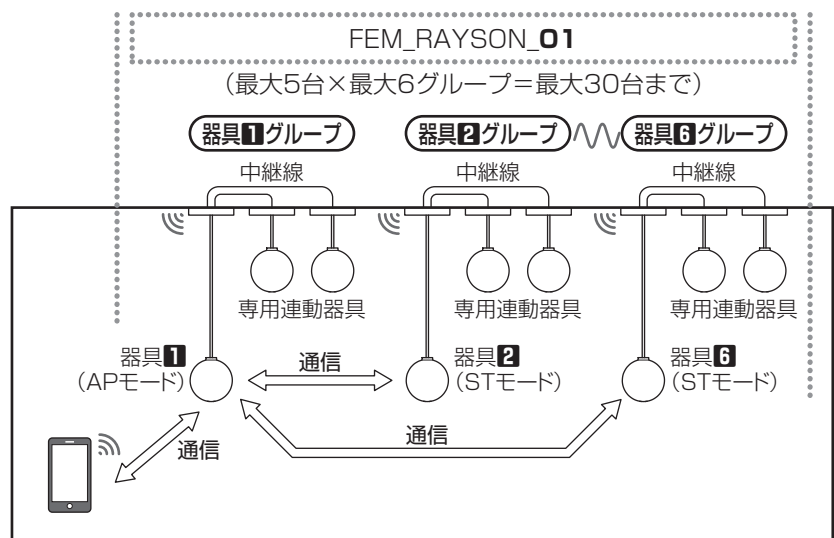 FEM_RAYSON_01
（最大5台×最大6グループ＝最大30台まで）
器具1グループ 器具2グループ 器具6グループ
中継線 中継線 中継線
専用連動器具 専用連動器具 専用連動器具
器具1 通信 器具2 器具6
（APモード） （STモード） （STモード）
通信 通信